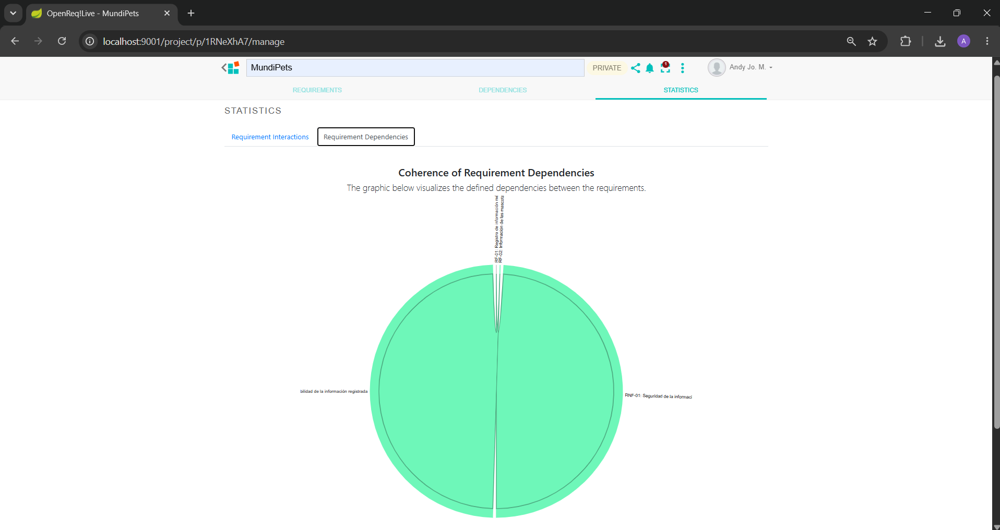 OpenReq!Live - MundiPets
localhost:9001/project/p/1RNeXhA7/manage
A
MundiPets
PRIVATE
1
Andy Jo. M.
REQUIREMENTS
DEPENDENCIES
STATISTICS
STATISTICS
Requirement Interactions
Requirement Dependencies
Coherence of Requirement Dependencies
The graphic below visualizes the defined dependencies between the requirements.
RF-01: Registro de información mé
RF-02: Información de las mascota
bilidad de la información registrada
RNF-01: Seguridad de la informaci